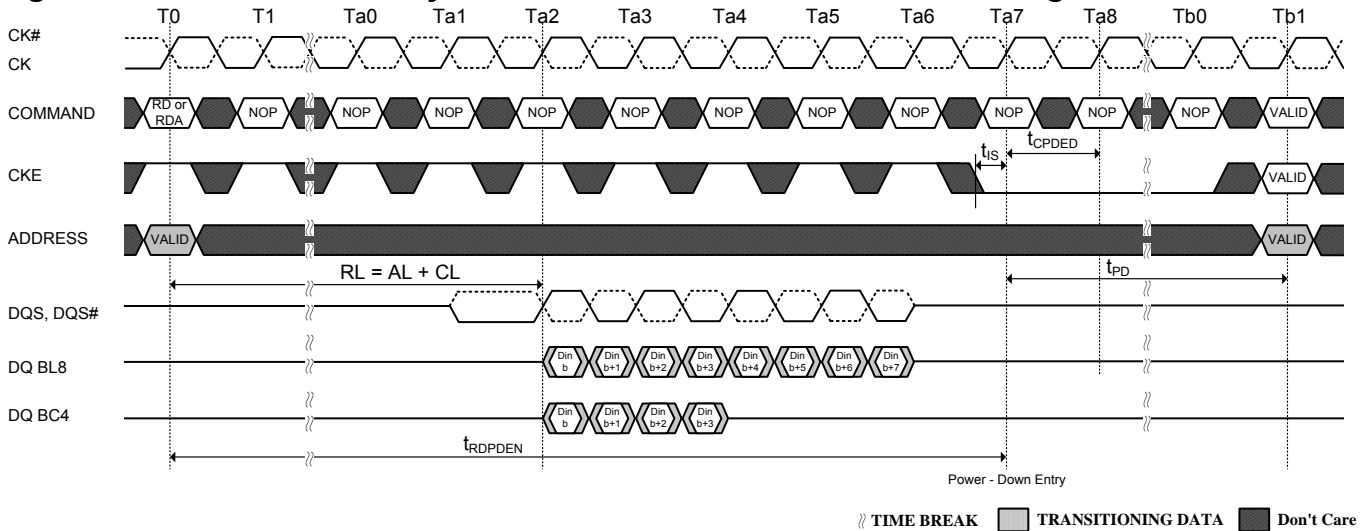 T0 T1 Ta0 Ta1 Ta2 Ta3 Ta4 Ta5 Ta6 Ta7 Ta8 Tb0 Tb1
CK#
CK
COMMAND RD or RDA NOP NOP NOP NOP NOP NOP NOP NOP NOP NOP NOP VALID
tIS tCPDED
CKE VALID
ADDRESS VALID VALID
RL = AL + CL tPD
DQS, DQS#
DQ BL8 Din b Din b+1 Din b+2 Din b+3 Din b+4 Din b+5 Din b+6 Din b+7
DQ BC4 Din b Din b+1 Din b+2 Din b+3
tRDPDEN
Power - Down Entry
TIME BREAK TRANSITIONING DATA Don't Care